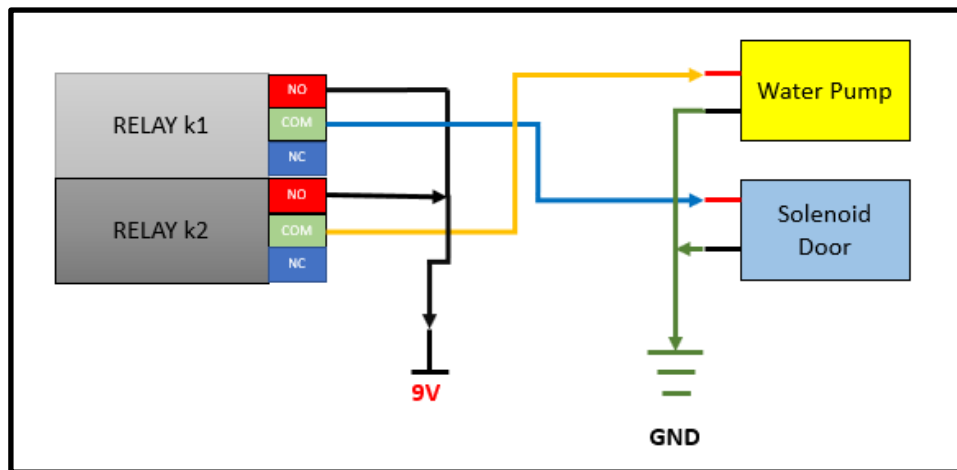 RELAY k1
NO
COM
NC
RELAY k2
NO
COM
NC
Water Pump
Solenoid
Door
9V
GND